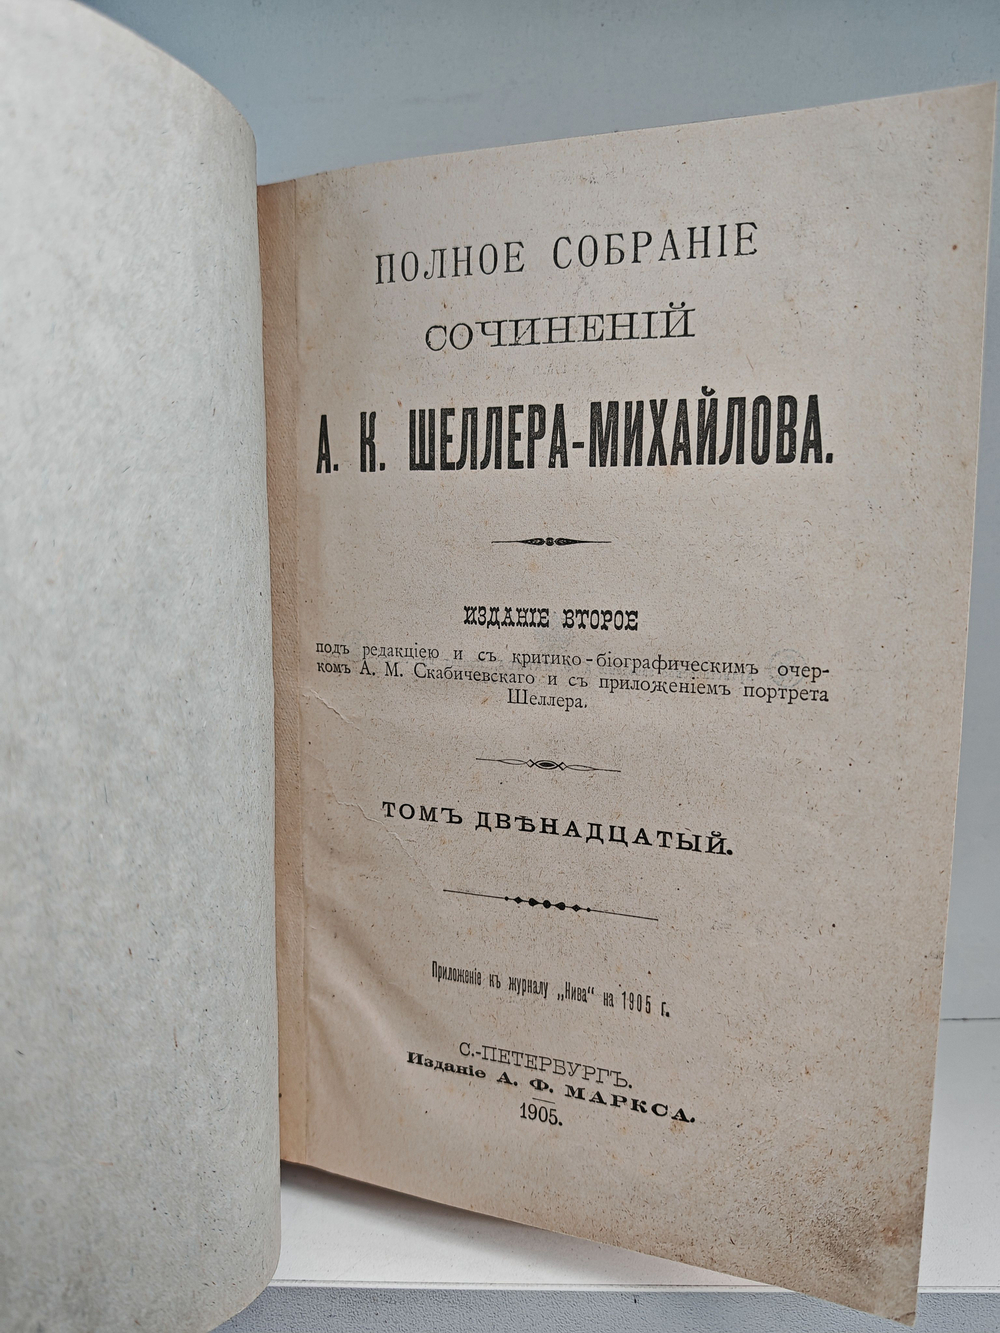 ПОЛНОЕ СОБРАНІЕ
СОЧИНЕНІЙ
А. К. ШЕЛЛЕРА-МИХАЙЛОВА.
ИЗДАНІЕ ВТОРОЕ
подъ редакціею и съ критико-біографическимъ очер-
комъ А. М. Скабичевскаго и съ приложеніемъ портрета
Шеллера.
ТОМЪ ДВѢНАДЦАТЫЙ.
Приложеніе къ журналу „Нива“ на 1905 г.
С.-ПЕТЕРБУРГЪ.
Изданіе А. Ф. МАРКСА.
1905.